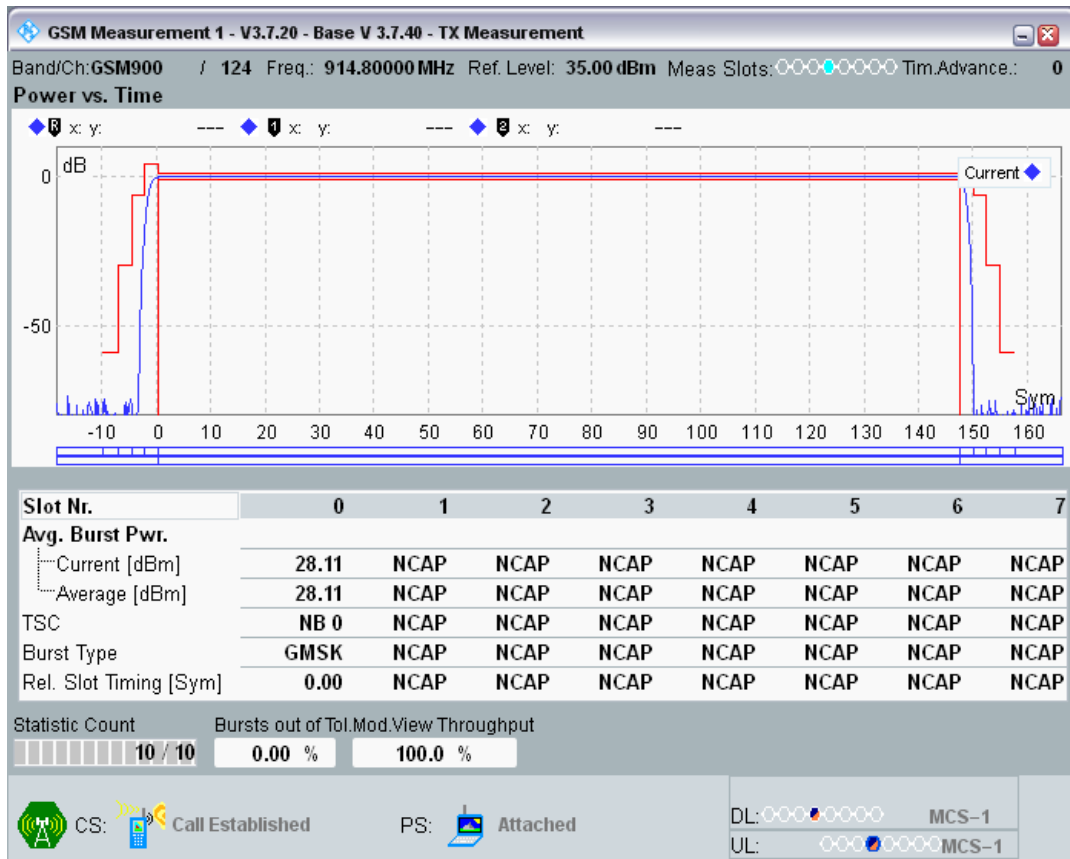 GSM Measurement 1 - V3.7.20 - Base V 3.7.40 - TX Measurement
Band/Ch:GSM900 / 124 Freq.: 914.80000 MHz Ref. Level: 35.00 dBm Meas Slots: Tim.Advance.: 0
Power vs. Time
R x: y: --- 1 x: y: --- 2 x: y: ---
dB
Current
0
-50
Sym
-10 0 10 20 30 40 50 60 70 80 90 100 110 120 130 140 150 160
Slot Nr. 0 1 2 3 4 5 6 7
Avg. Burst Pwr.
Current [dBm] 28.11 NCAP NCAP NCAP NCAP NCAP NCAP NCAP
Average [dBm] 28.11 NCAP NCAP NCAP NCAP NCAP NCAP NCAP
TSC NB 0 NCAP NCAP NCAP NCAP NCAP NCAP NCAP
Burst Type GMSK NCAP NCAP NCAP NCAP NCAP NCAP NCAP
Rel. Slot Timing [Sym] 0.00 NCAP NCAP NCAP NCAP NCAP NCAP NCAP
Statistic Count Bursts out of Tol.Mod.View Throughput
10 / 10 0.00 % 100.0 %
CS: Call Established PS: Attached DL: MCS-1
UL: MCS-1